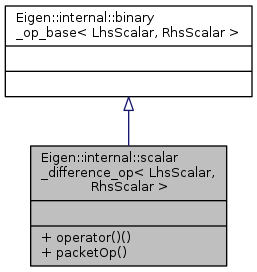 Eigen::internal::binary
_op_base< LhsScalar, RhsScalar >
Eigen::internal::scalar
_difference_op< LhsScalar,
RhsScalar >
+ operator()()
+ packetOp()